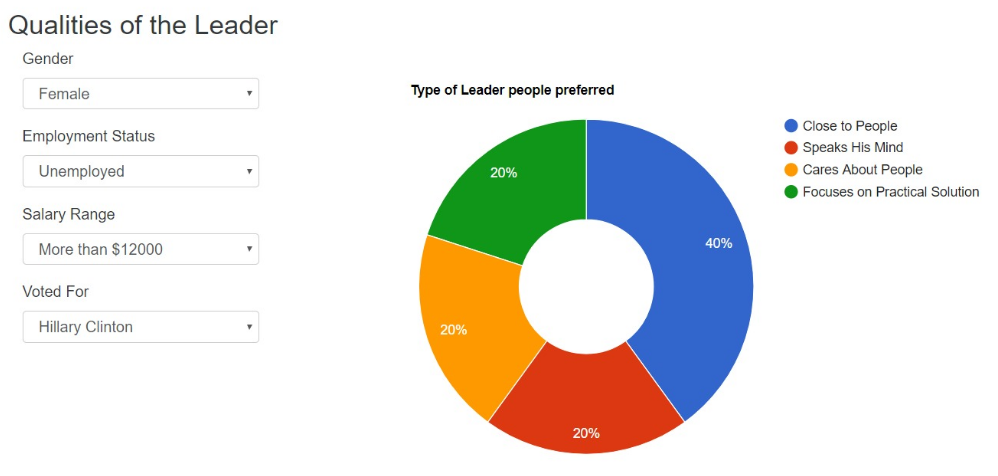 Qualities of the Leader
Gender
Female
Employment Status
Unemployed
Salary Range
More than $12000
Voted For
Hillary Clinton
Type of Leader people preferred
20%
40%
20%
20%
Close to People
Speaks His Mind
Cares About People
Focuses on Practical Solution